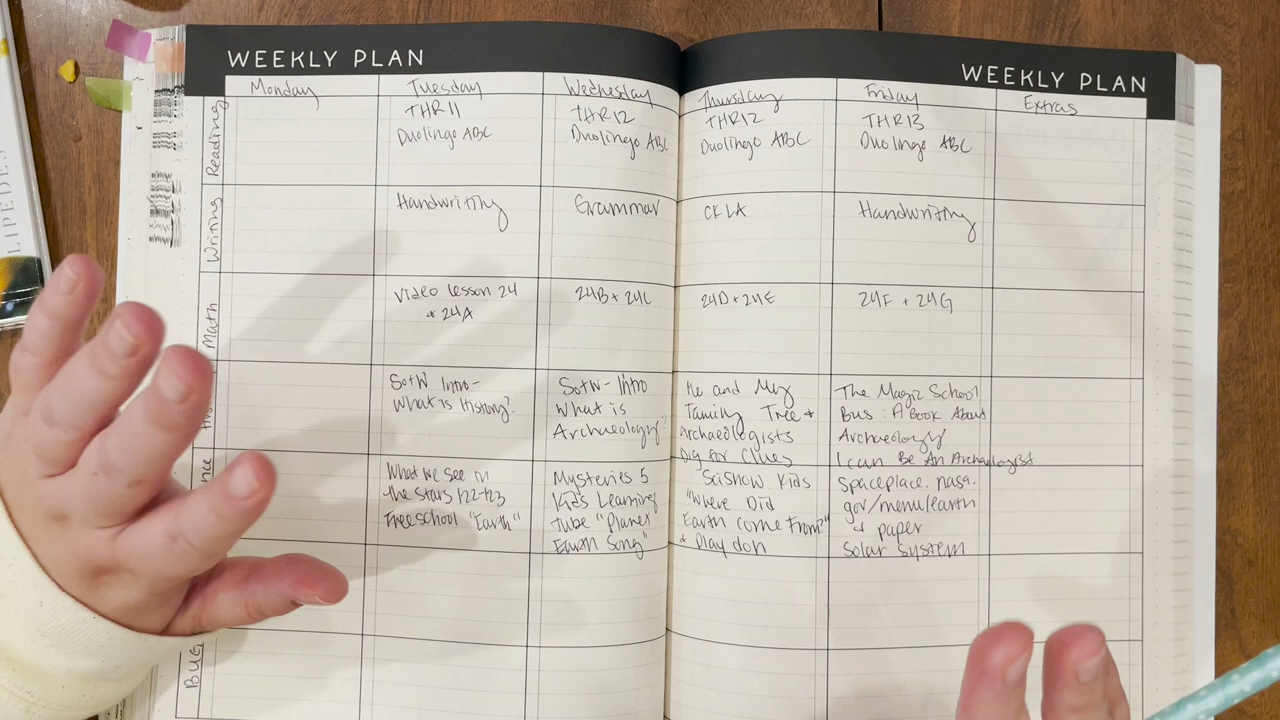 WEEKLY PLAN
WEEKLY PLAN
Monday
Tuesday
Wednesday
Thursday
Friday
Extras
Reading
THR11
Duolingo ABC
THR12
Duolingo ABC
THR12
Duolingo ABC
THR13
Duolingo ABC
Writing
Handwriting
Grammar
CKLA
Handwriting
Math
Video lesson 24
+ 24A
24B + 24C
24D + 24E
24F + 24G
SotW Intro-
What is History?
SotW - Intro
What is
Archaeology?
Me and My
Family Tree +
Archaeologists
Dig for Clues
The Magic School
Bus: A Book About
Archaeology
I can Be An Archaeologist
nce
What we see in
the stars 122-123
Freeschool "Earth"
Mysteries 5
Kids Learning
Tube "Planet
Earth Song"
SciShow Kids
"Where Did
Earth come From?"
+ Playdoh
spaceplace.nasa.
gov/menu/earth
+ paper
Solar System
BUG
LIPEDES